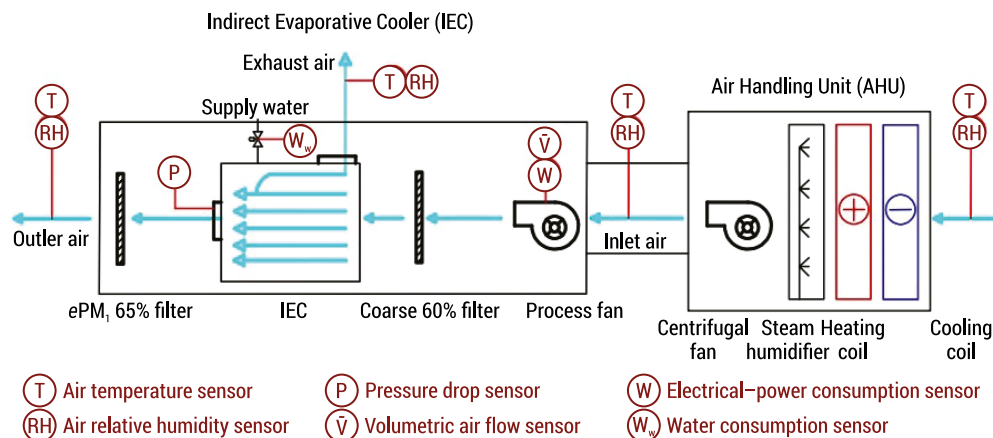 Indirect Evaporative Cooler (IEC)
Exhaust air
T RH
Air Handling Unit (AHU)
T
RH
Supply water
W_w
T
RH
T
RH
V̄
W
P
Outler air
Inlet air
ePM₁ 65% filter
IEC
Coarse 60% filter
Process fan
Centrifugal
fan
Steam
humidifier
Heating
coil
Cooling
coil
T Air temperature sensor
P Pressure drop sensor
W Electrical–power consumption sensor
RH Air relative humidity sensor
V̄ Volumetric air flow sensor
W_w Water consumption sensor